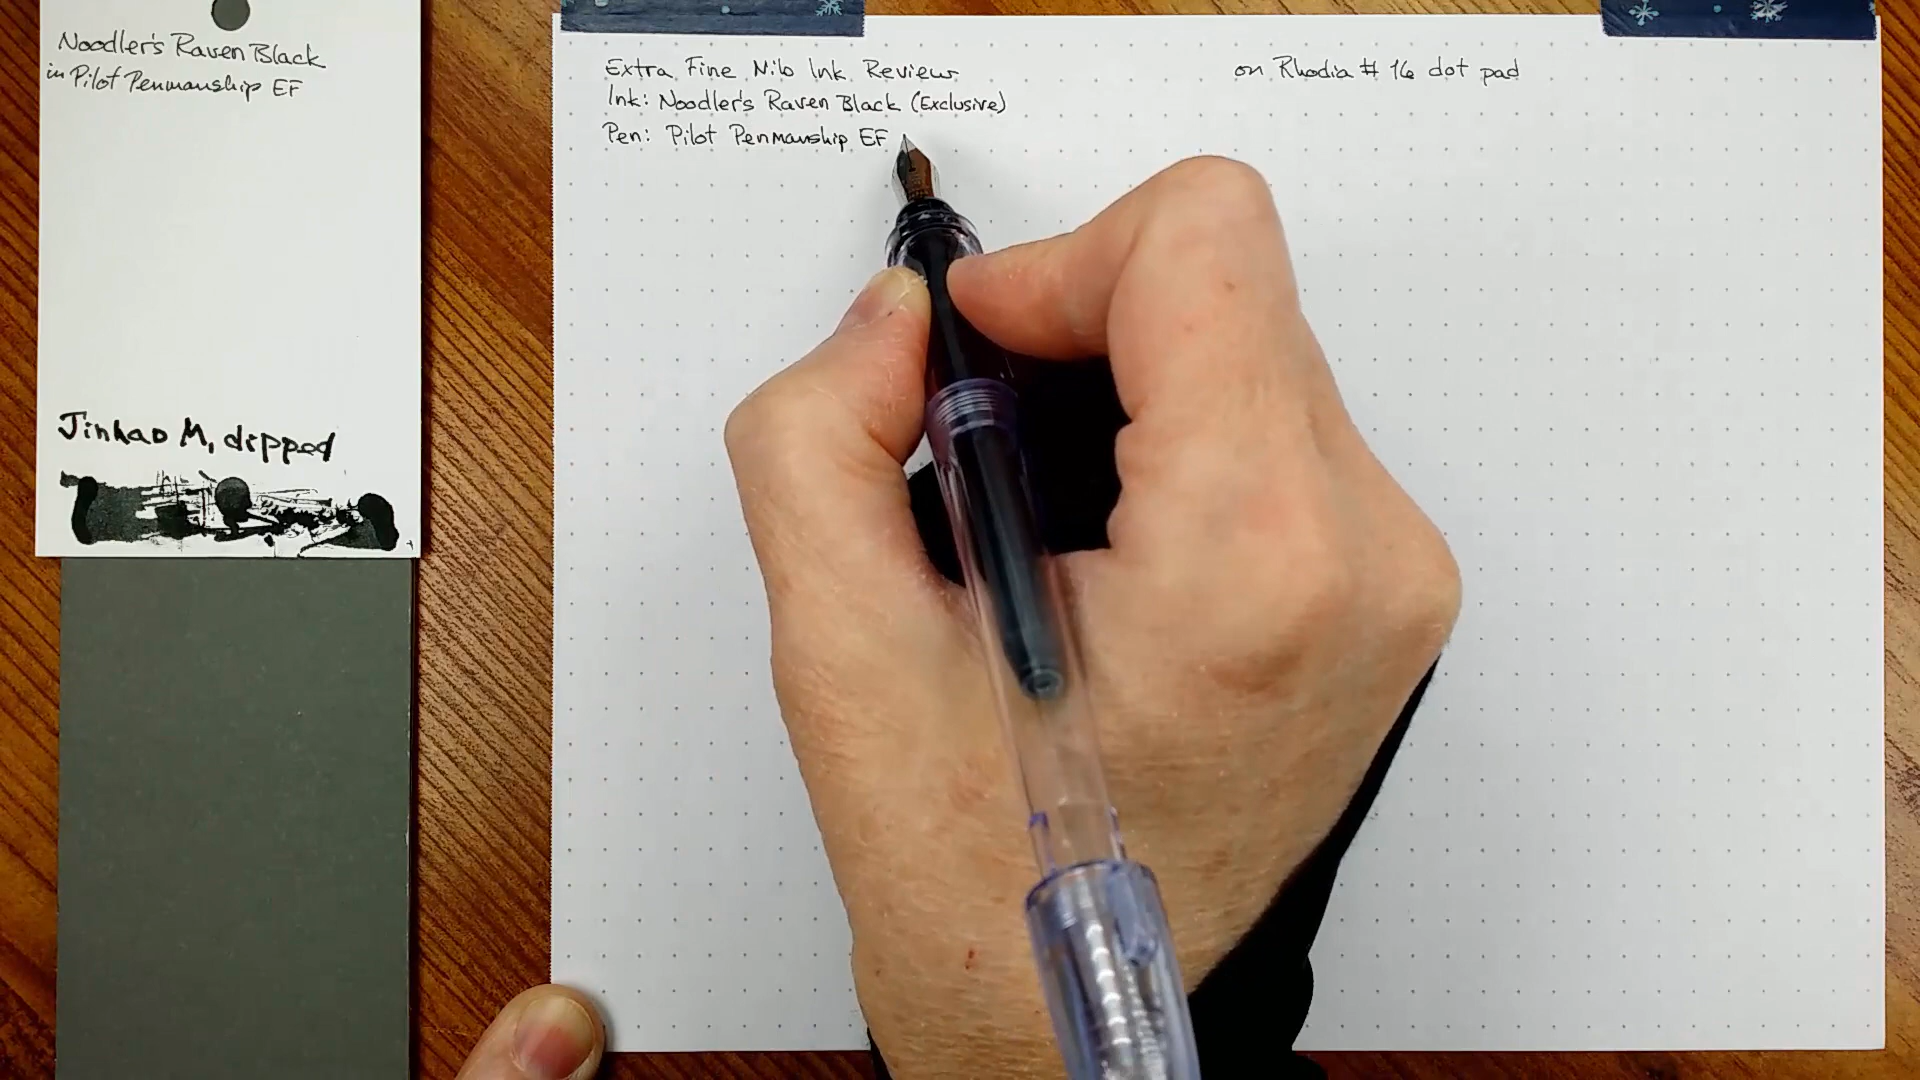 Noodler's Raven Black
in Pilot Penmanship EF
Jinhao M, dipped
Extra Fine Nib Ink Review
on Rhodia # 16 dot pad
Ink: Noodler's Raven Black (Exclusive)
Pen: Pilot Penmanship EF